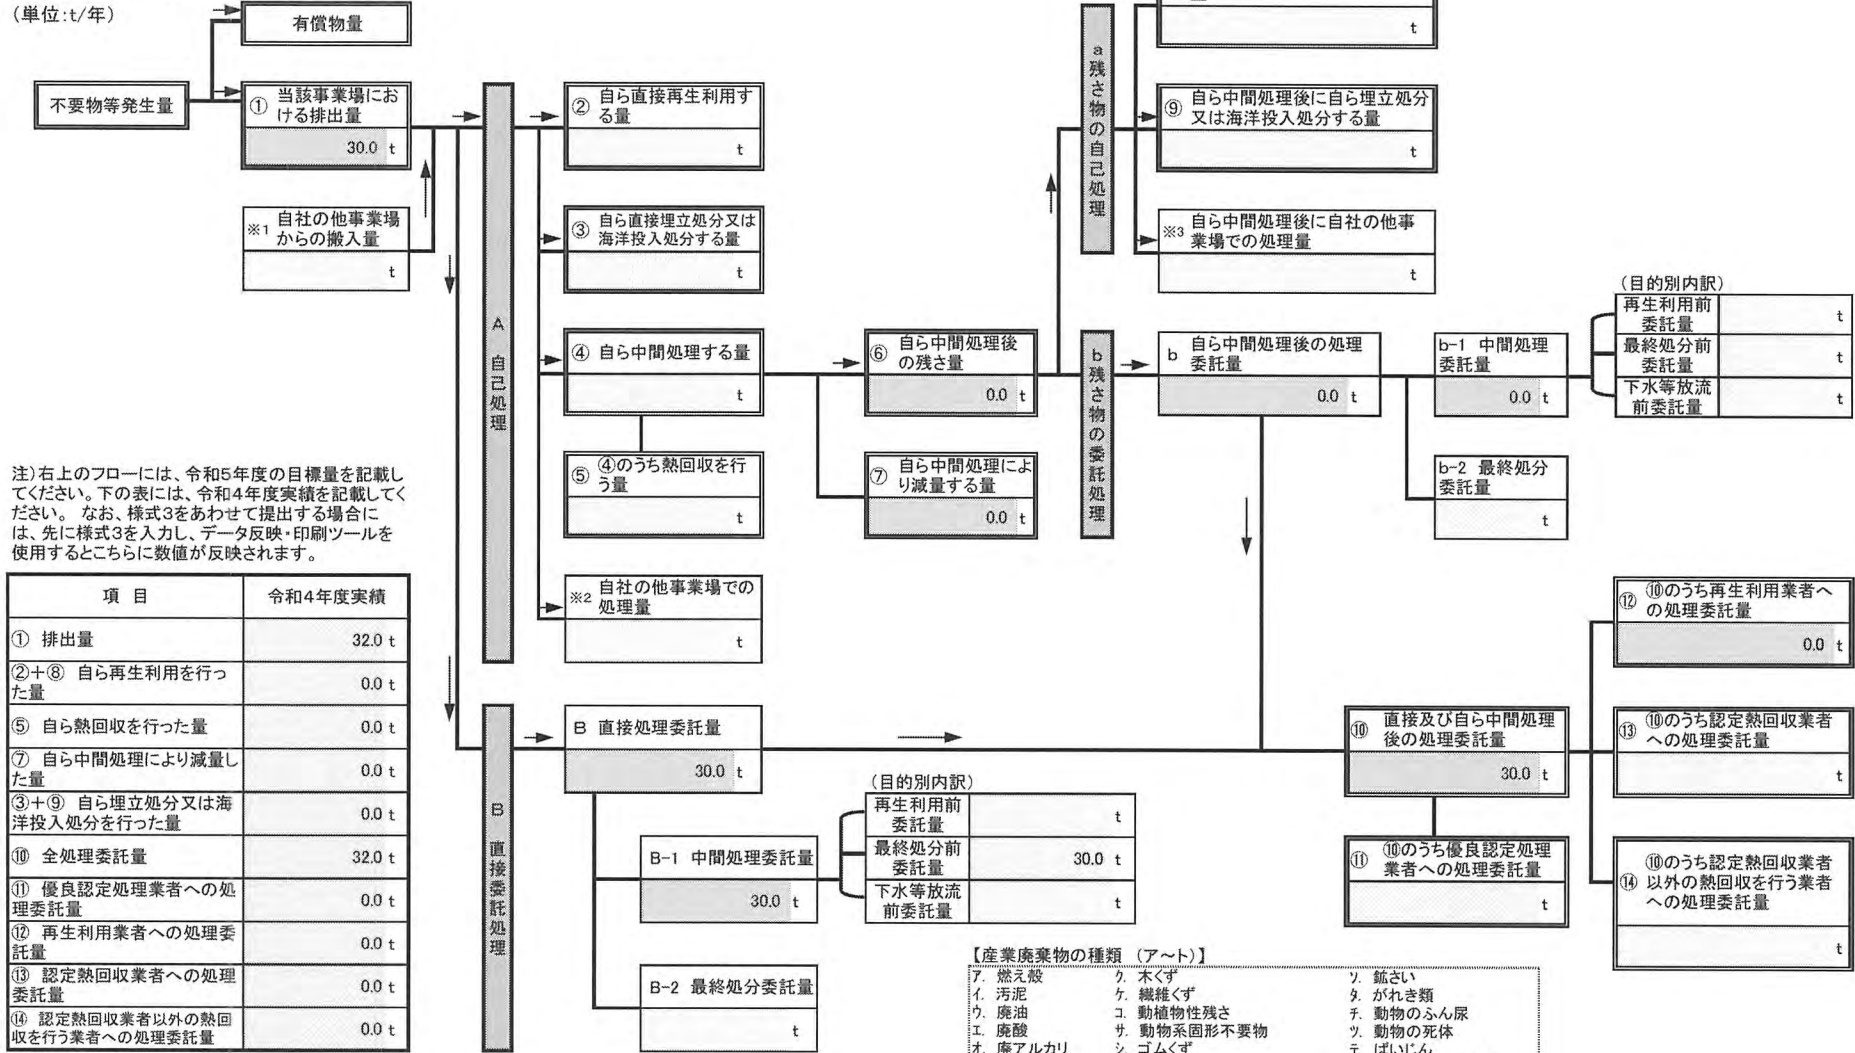 (単位:t/年)
有償物量
不要物等発生量
① 当該事業場にお
ける排出量
30.0 t
※1 自社の他事業場
からの搬入量
t
A 自己処理
② 自ら直接再生利用す
る量
t
③ 自ら直接埋立処分又は
海洋投入処分する量
t
④ 自ら中間処理する量
t
⑤ ④のうち熱回収を行
う量
t
※2 自社の他事業場での
処理量
t
⑥ 自ら中間処理後
の残さ量
0.0 t
⑦ 自ら中間処理によ
り減量する量
0.0 t
a 残さ物の自己処理
t
⑨ 自ら中間処理後に自ら埋立処分
又は海洋投入処分する量
t
※3 自ら中間処理後に自社の他事
業場での処理量
t
b 残さ物の委託処理
b 自ら中間処理後の処理
委託量
0.0 t
b-1 中間処理
委託量
0.0 t
b-2 最終処分
委託量
t
(目的別内訳)
再生利用前
委託量
t
最終処分前
委託量
t
下水等放流
前委託量
t
注)右上のフローには、令和5年度の目標量を記載し
てください。下の表には、令和4年度実績を記載してく
ださい。 なお、様式3をあわせて提出する場合に
は、先に様式3を入力し、データ反映・印刷ツールを
使用するとこちらに数値が反映されます。
項 目 令和4年度実績
① 排出量 32.0 t
②+⑧ 自ら再生利用を行っ
た量 0.0 t
⑤ 自ら熱回収を行った量 0.0 t
⑦ 自ら中間処理により減量し
た量 0.0 t
③+⑨ 自ら埋立処分又は海
洋投入処分を行った量 0.0 t
⑩ 全処理委託量 32.0 t
⑪ 優良認定処理業者への処
理委託量 0.0 t
⑫ 再生利用業者への処理委
託量 0.0 t
⑬ 認定熱回収業者への処理
委託量 0.0 t
⑭ 認定熱回収業者以外の熱回
収を行う業者への処理委託量 0.0 t
B 直接委託処理
B 直接処理委託量
30.0 t
B-1 中間処理委託量
30.0 t
B-2 最終処分委託量
t
(目的別内訳)
再生利用前
委託量
t
最終処分前
委託量
30.0 t
下水等放流
前委託量
t
⑩ 直接及び自ら中間処理
後の処理委託量
30.0 t
⑪ ⑩のうち優良認定処理
業者への処理委託量
t
⑫ ⑩のうち再生利用業者へ
の処理委託量
0.0 t
⑬ ⑩のうち認定熱回収業者
への処理委託量
t
⑭ ⑩のうち認定熱回収業者
以外の熱回収を行う業者
への処理委託量
t
【産業廃棄物の種類 (ア~ト)】
ア. 燃え殻 ク. 木くず ソ. 鉱さい
イ. 汚泥 ケ. 繊維くず タ. がれき類
ウ. 廃油 コ. 動植物性残さ チ. 動物のふん尿
エ. 廃酸 サ. 動物系固形不要物 ツ. 動物の死体
オ. 廃アルカリ シ. ゴムくず テ. ばいじん